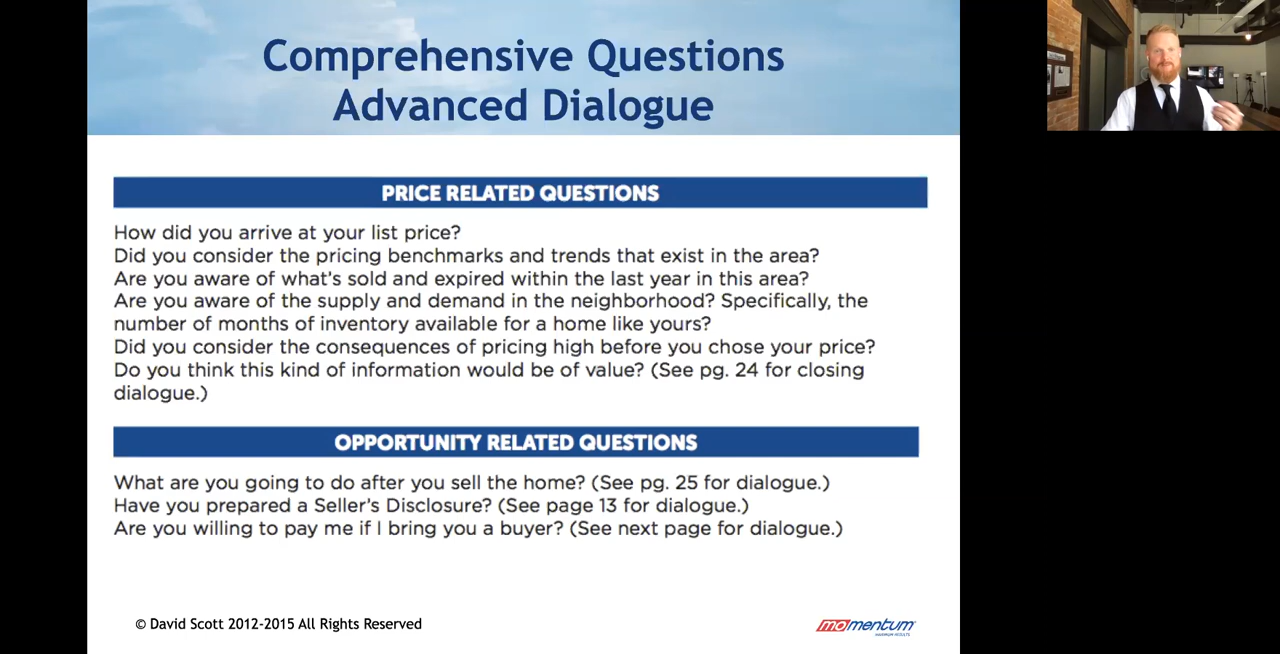 Comprehensive Questions
Advanced Dialogue
PRICE RELATED QUESTIONS
How did you arrive at your list price?
Did you consider the pricing benchmarks and trends that exist in the area?
Are you aware of what's sold and expired within the last year in this area?
Are you aware of the supply and demand in the neighborhood? Specifically, the
number of months of inventory available for a home like yours?
Did you consider the consequences of pricing high before you chose your price?
Do you think this kind of information would be of value? (See pg. 24 for closing
dialogue.)
OPPORTUNITY RELATED QUESTIONS
What are you going to do after you sell the home? (See pg. 25 for dialogue.)
Have you prepared a Seller's Disclosure? (See page 13 for dialogue.)
Are you willing to pay me if I bring you a buyer? (See next page for dialogue.)
© David Scott 2012-2015 All Rights Reserved
momentum
MAXIMUM RESULTS